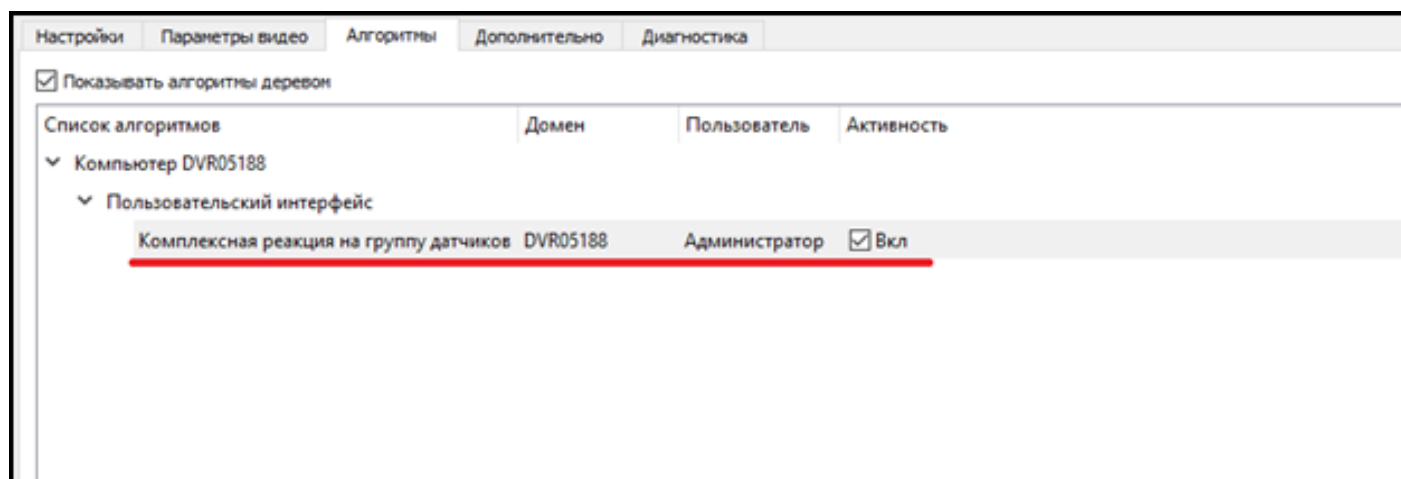 Настройки Параметры видео Алгоритмы Дополнительно Диагностика
Показывать алгоритмы деревом
Список алгоритмов Домен Пользователь Активность
Компьютер DVR05188
Пользовательский интерфейс
Комплексная реакция на группу датчиков DVR05188 Администратор Вкл